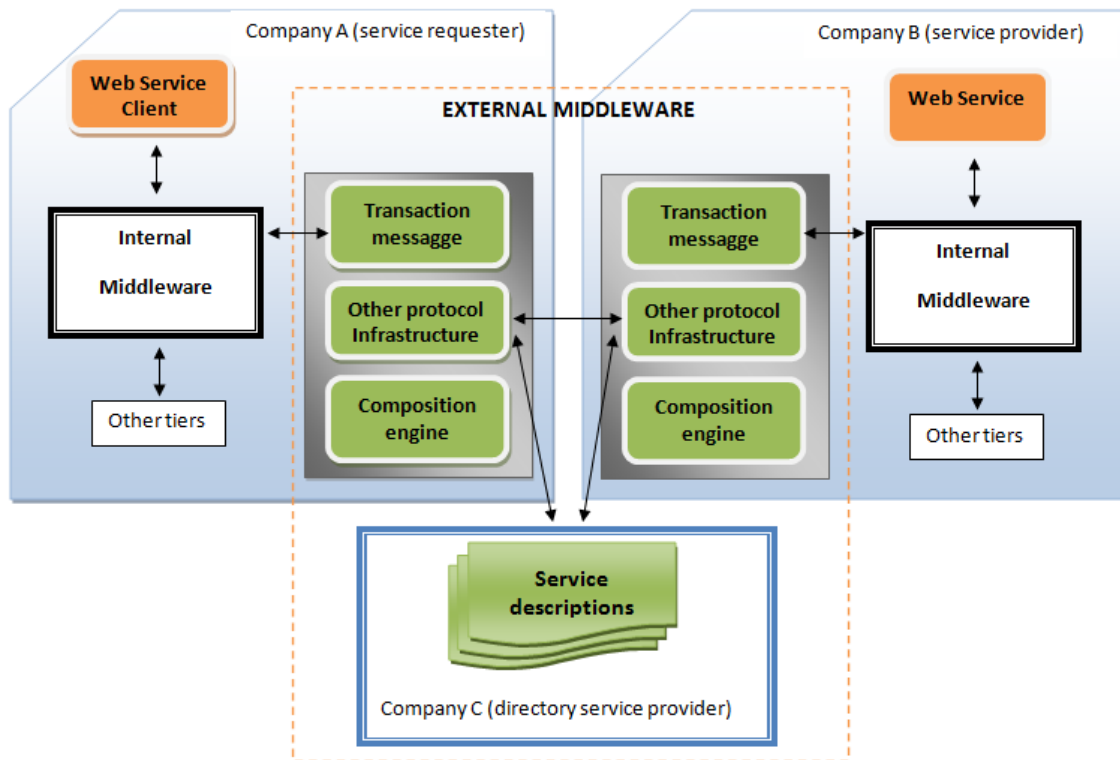 Company A (service requester)
Company B (service provider)
Web Service
Client
Web Service
EXTERNAL MIDDLEWARE
Transaction
messagge
Transaction
messagge
Internal
Middleware
Internal
Middleware
Other protocol
Infrastructure
Other protocol
Infrastructure
Composition
engine
Composition
engine
Other tiers
Other tiers
Service
descriptions
Company C (directory service provider)